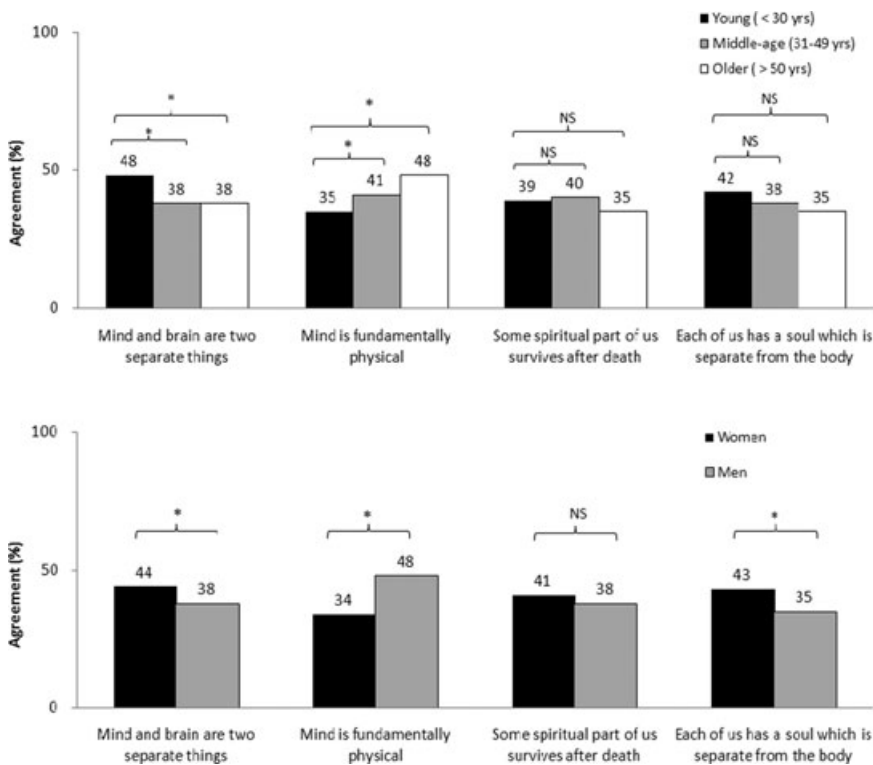 100
Young ( < 30 yrs)
Middle-age (31-49 yrs)
Older ( > 50 yrs)
* * NS NS
* * NS NS
48 38 38 35 41 48 39 40 35 42 38 35
50
Agreement (%)
0
Mind and brain are two separate things
Mind is fundamentally physical
Some spiritual part of us survives after death
Each of us has a soul which is separate from the body
100
Women
Men
* * NS *
44 38 34 48 41 38 43 35
50
Agreement (%)
0
Mind and brain are two separate things
Mind is fundamentally physical
Some spiritual part of us survives after death
Each of us has a soul which is separate from the body